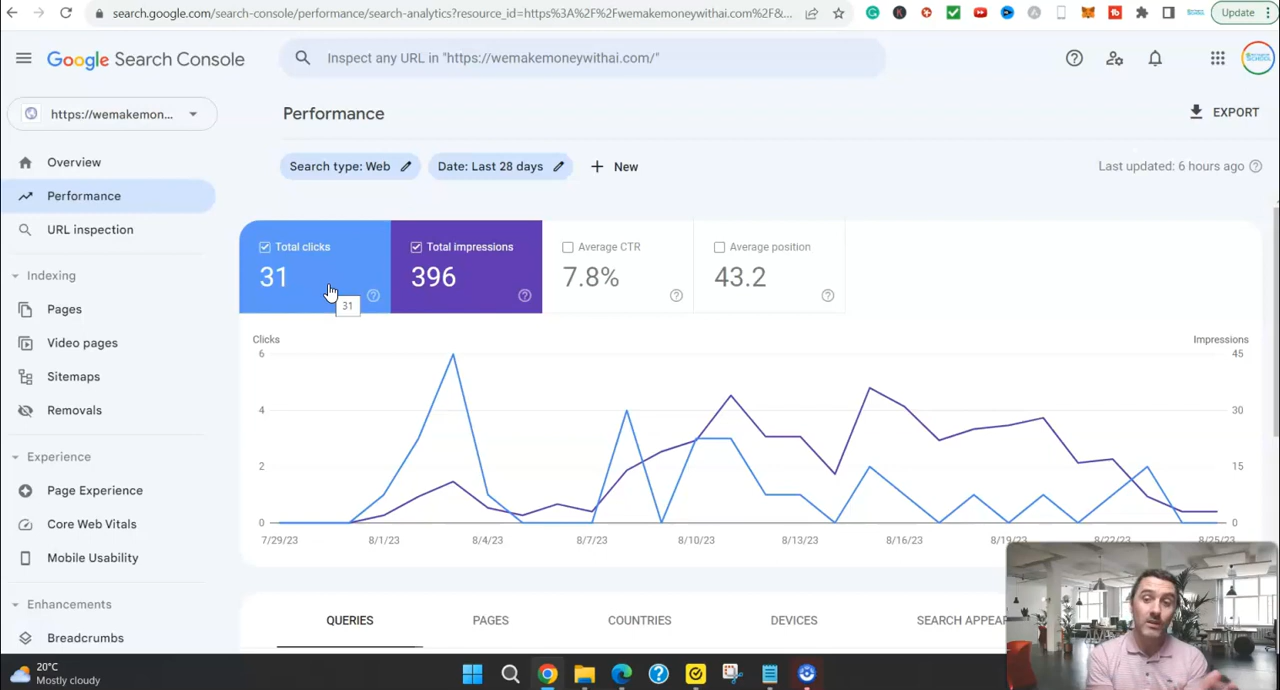 search.google.com/search-console/performance/search-analytics?resource_id=https%3A%2F%2Fwemakemoneywithai.com%2F&...
Update
Google Search Console
Inspect any URL in "https://wemakemoneywithai.com/"
https://wemakemon...
Performance
EXPORT
Overview
Search type: Web
Date: Last 28 days
New
Last updated: 6 hours ago
Performance
URL inspection
Total clicks
Total impressions
Average CTR
Average position
31
396
7.8%
43.2
31
Indexing
Pages
Video pages
Sitemaps
Removals
Clicks
Impressions
6
45
4
30
2
15
0
0
7/29/23
8/1/23
8/4/23
8/7/23
8/10/23
8/13/23
8/16/23
8/19/23
8/22/23
8/25/23
Experience
Page Experience
Core Web Vitals
Mobile Usability
Enhancements
Breadcrumbs
QUERIES
PAGES
COUNTRIES
DEVICES
SEARCH APPEA
20°C
Mostly cloudy